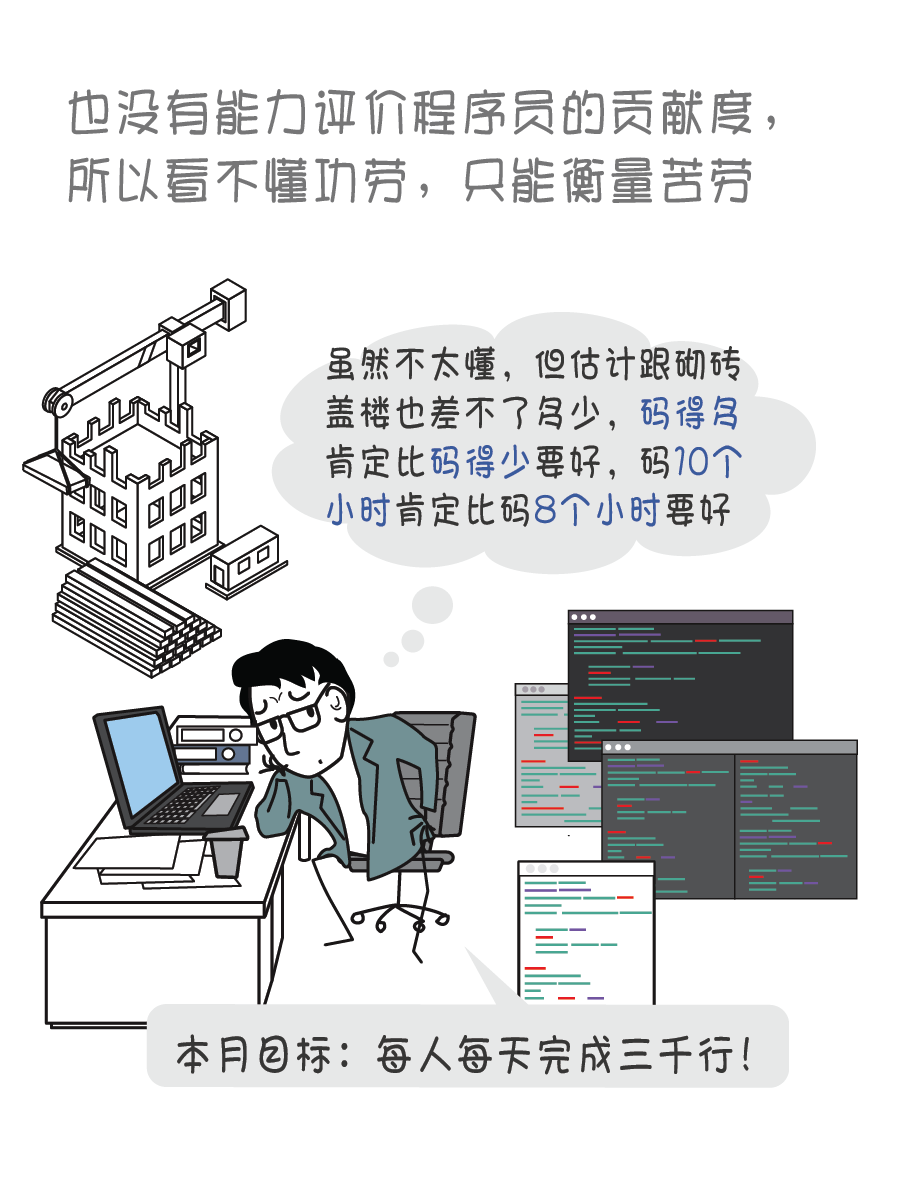 也没有能力评价程序员的贡献度，
所以看不懂功劳，只能衡量苦劳
虽然不太懂，但估计跟砌砖
盖楼也差不了多少，码得多
肯定比码得少要好，码10个
小时肯定比码8个小时要好
本月目标：每人每天完成三千行！